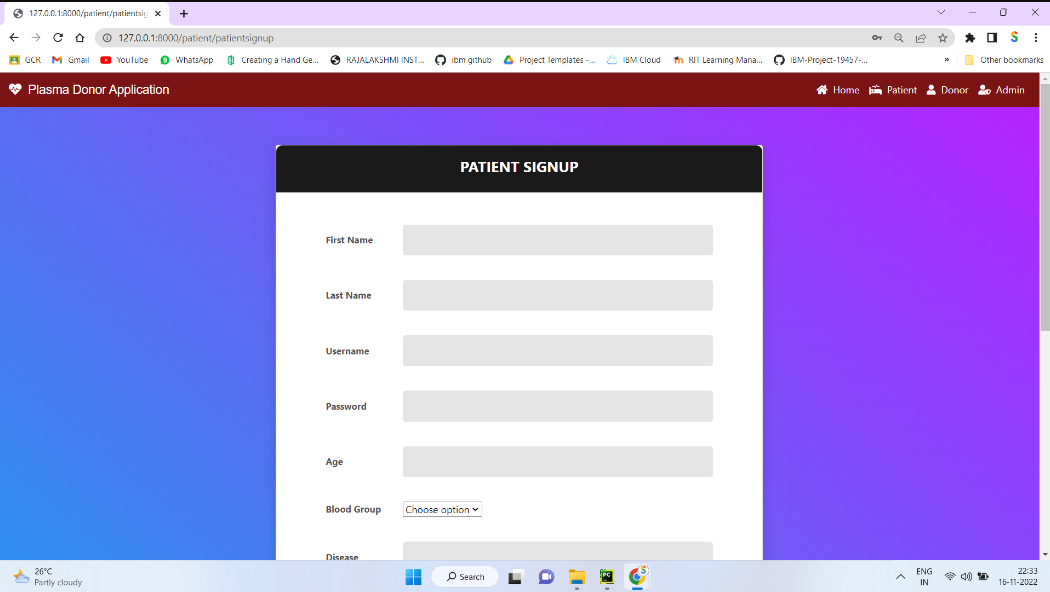 127.0.0.1:8000/patient/patientsig
127.0.0.1:8000/patient/patientsignup
GCR Gmail YouTube WhatsApp Creating a Hand Ge... RAJALAKSHMI INST... ibm github Project Templates -... IBM Cloud RIT Learning Mana... IBM-Project-19457-... » Other bookmarks
Plasma Donor Application Home Patient Donor Admin
PATIENT SIGNUP
First Name
Last Name
Username
Password
Age
Blood Group Choose option
Disease
26°C
Partly cloudy
Search
ENG
IN
22:33
16-11-2022